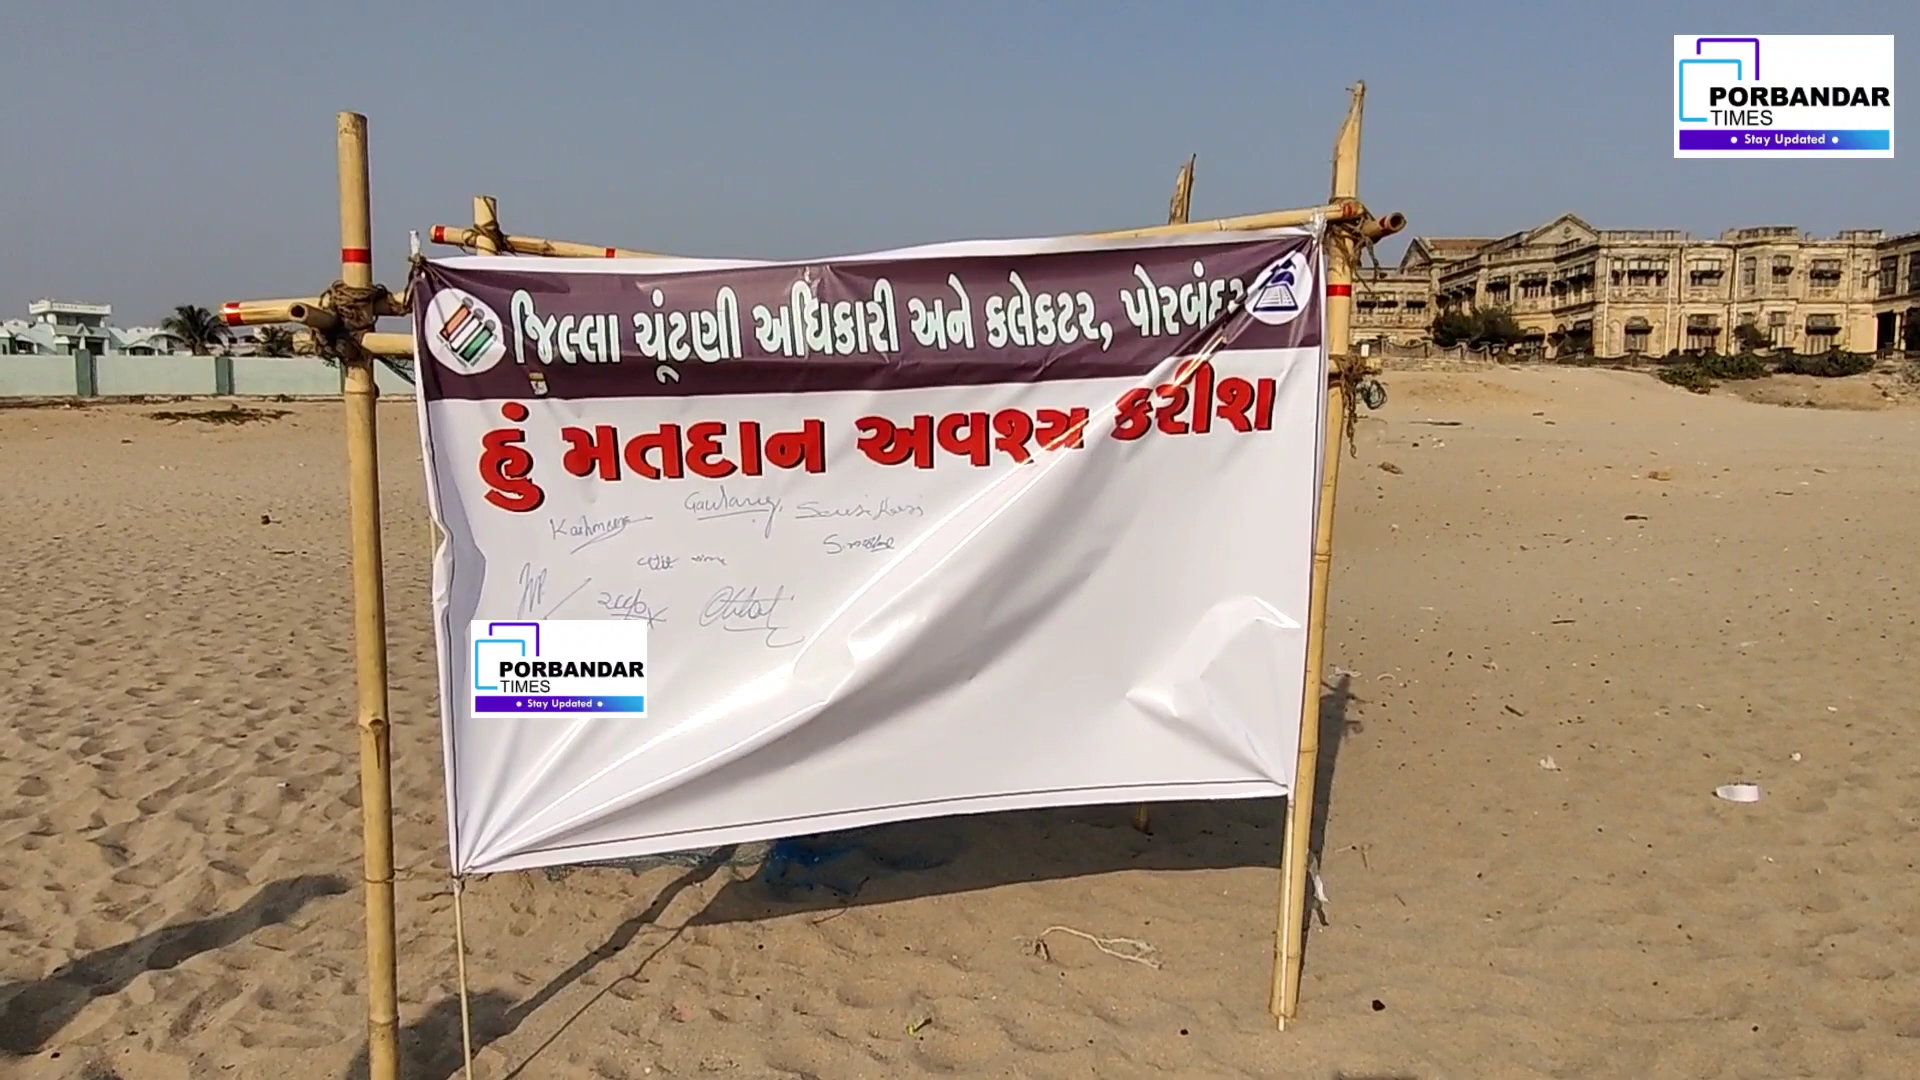 PORBANDAR
TIMES
• Stay Updated •
જિલ્લા ચૂંટણી અધિકારી અને કલેકટર, પોરબંદર
હું મતદાન અવશ્ય કરીશ
PORBANDAR
TIMES
• Stay Updated •